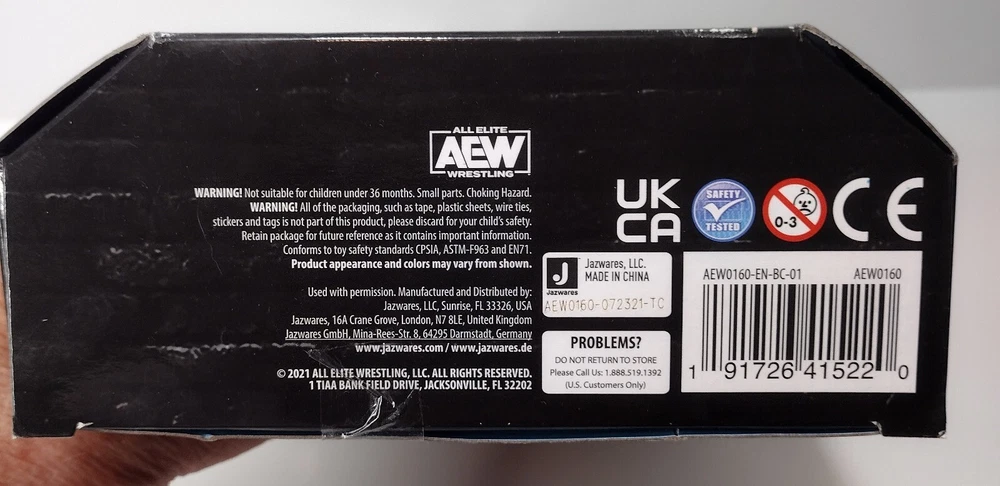 ALL ELITE
AEW
WRESTLING
WARNING! Not suitable for children under 36 months. Small parts. Choking Hazard.
WARNING! All of the packaging, such as tape, plastic sheets, wire ties,
stickers and tags is not part of this product, please discard for your child's safety.
Retain package for future reference as it contains important information.
Conforms to toy safety standards CPSIA, ASTM-F963 and EN71.
Product appearance and colors may vary from shown.
Used with permission. Manufactured and Distributed by:
Jazwares, LLC, Sunrise, FL 33326, USA
Jazwares, 16A Crane Grove, London, N7 8LE, United Kingdom
Jazwares GmbH, Mina-Rees-Str. 8, 64295 Darmstadt, Germany
www.jazwares.com / www.jazwares.de
© 2021 ALL ELITE WRESTLING, LLC. ALL RIGHTS RESERVED.
1 TIAA BANK FIELD DRIVE, JACKSONVILLE, FL 32202
UK
CA
SAFETY
TESTED
0-3
CE
J
Jazwares
Jazwares, LLC.
MADE IN CHINA
AEW0160-072321-TC
PROBLEMS?
DO NOT RETURN TO STORE
Please Call Us: 1.888.519.1392
(U.S. Customers Only)
AEW0160-EN-BC-01 AEW0160
1 91726 41522 0